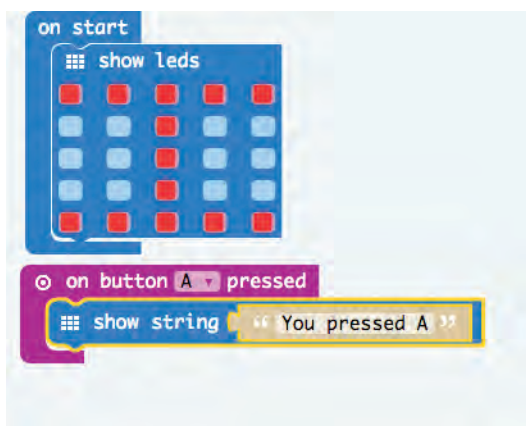 on start
show leds
on button A pressed
show string “ You pressed A ”